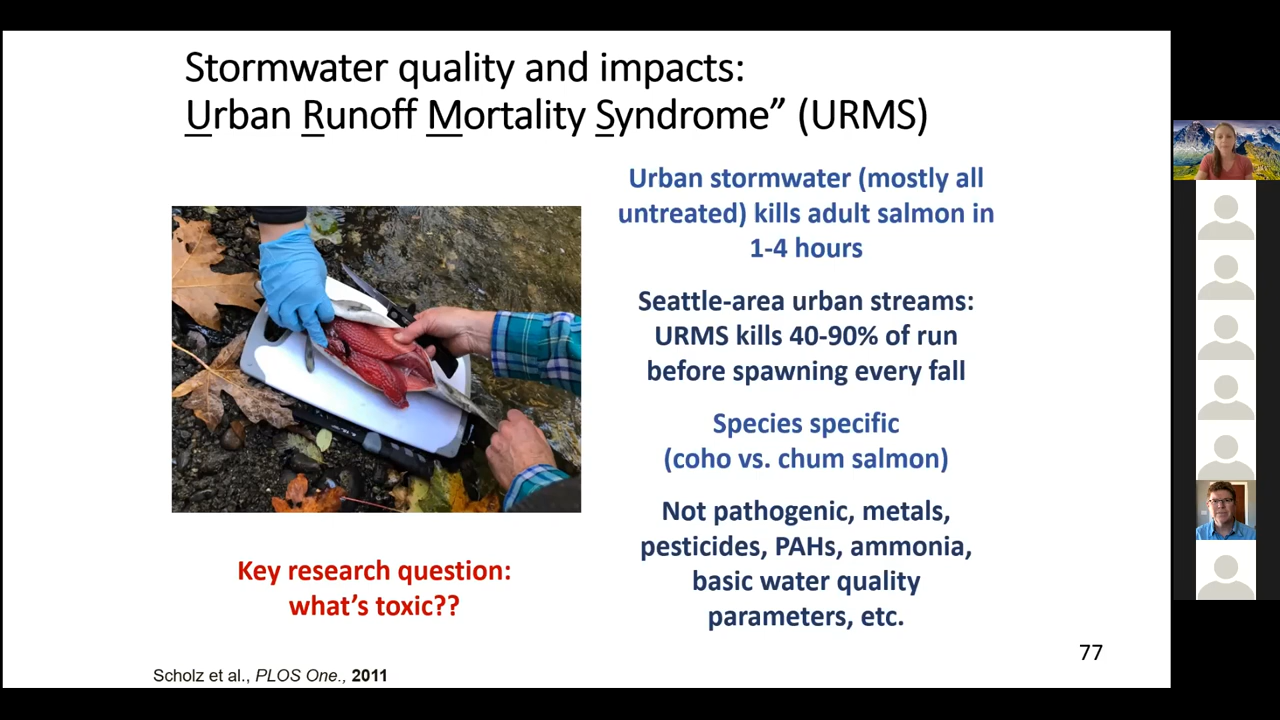 Stormwater quality and impacts:
Urban Runoff Mortality Syndrome” (URMS)
Urban stormwater (mostly all
untreated) kills adult salmon in
1-4 hours
Seattle-area urban streams:
URMS kills 40-90% of run
before spawning every fall
Species specific
(coho vs. chum salmon)
Not pathogenic, metals,
pesticides, PAHs, ammonia,
basic water quality
parameters, etc.
Key research question:
what’s toxic??
77
Scholz et al., PLOS One., 2011